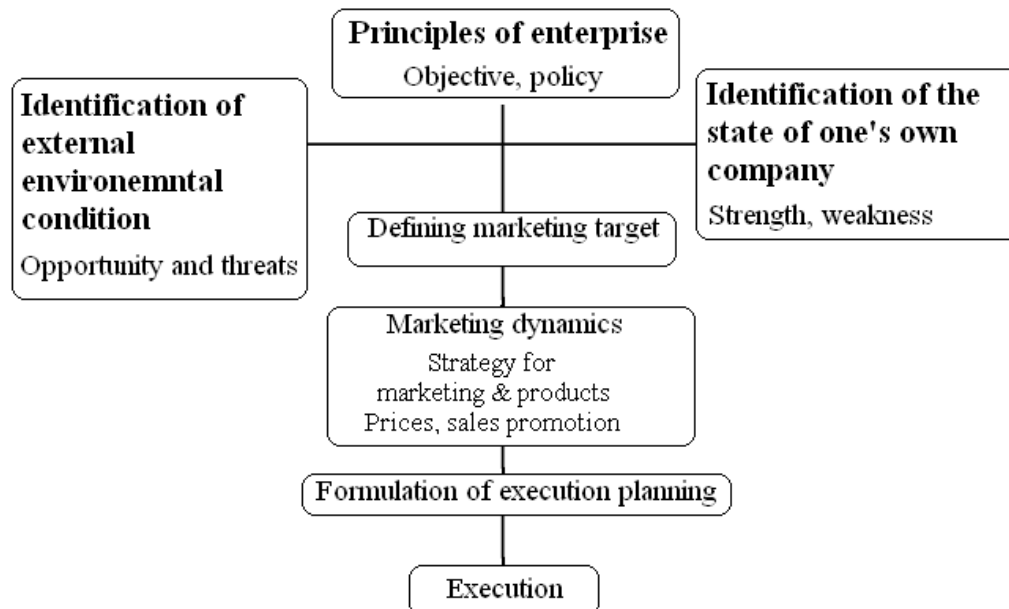 Principles of enterprise
Objective, policy
Identification of
external
environemntal
condition
Opportunity and threats
Identification of the
state of one's own
company
Strength, weakness
Defining marketing target
Marketing dynamics
Strategy for
marketing & products
Prices, sales promotion
Formulation of execution planning
Execution